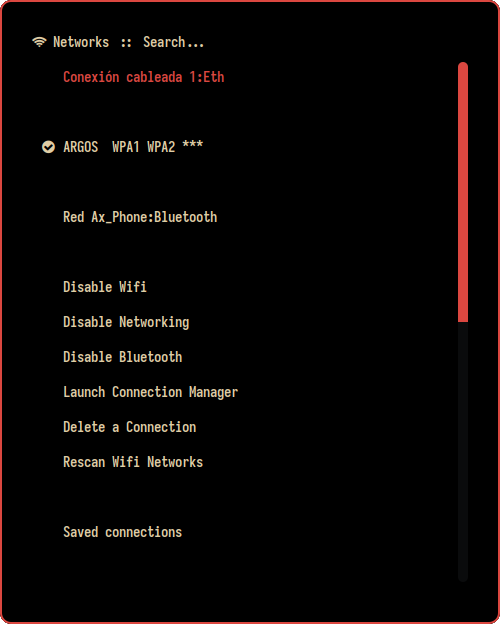 Networks :: Search...
Conexión cableada 1:Eth
ARGOS  WPA1 WPA2 ***
Red Ax_Phone:Bluetooth
Disable Wifi
Disable Networking
Disable Bluetooth
Launch Connection Manager
Delete a Connection
Rescan Wifi Networks
Saved connections